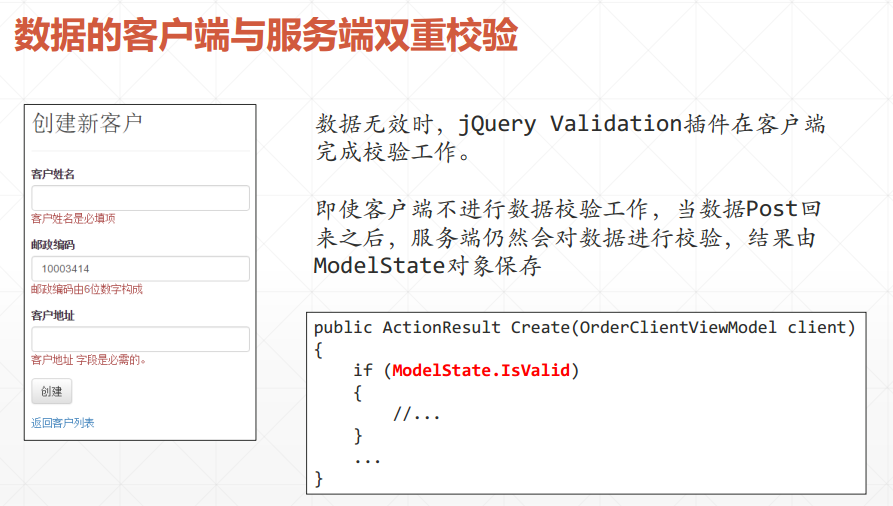 数据的客户端与服务端双重校验
创建新客户
客户姓名
客户姓名是必填项
邮政编码
10003414
邮政编码由6位数字构成
客户地址
客户地址 字段是必需的。
创建
返回客户列表
数据无效时，jQuery Validation插件在客户端
完成校验工作。
即使客户端不进行数据校验工作，当数据Post回
来之后，服务端仍然会对数据进行校验，结果由
ModelState对象保存
public ActionResult Create(OrderClientViewModel client)
{
if (ModelState.IsValid)
{
//...
}
...
}